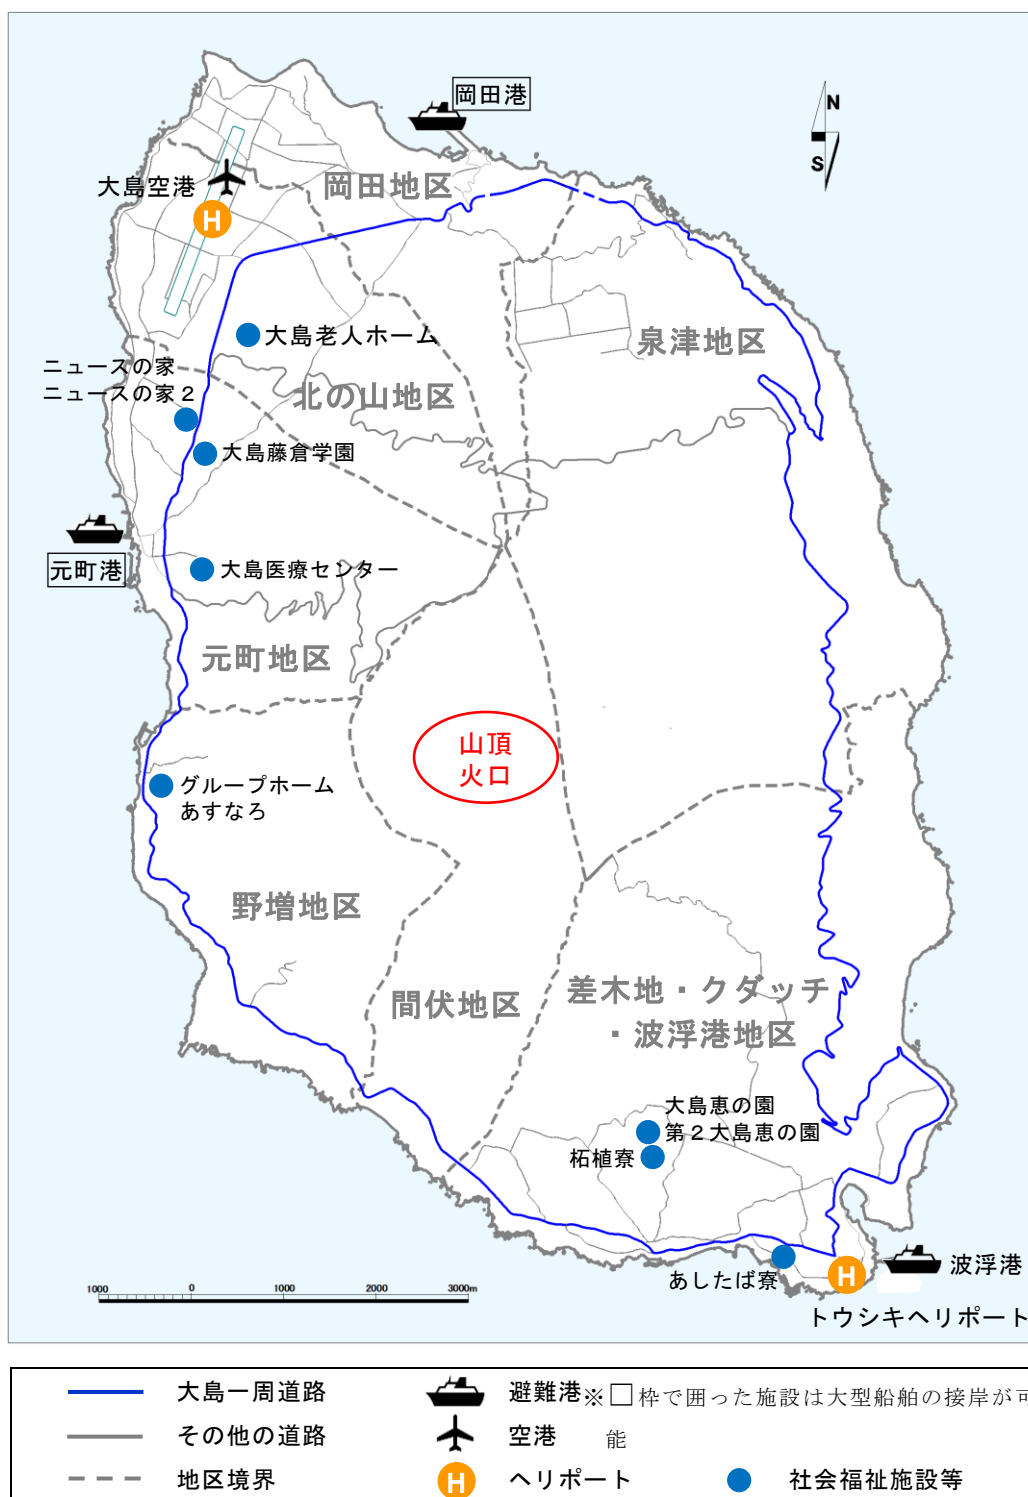 岡田港
N
S
大島空港
岡田地区
H
大島老人ホーム
泉津地区
ニュースの家
ニュースの家２
北の山地区
大島藤倉学園
元町港
大島医療センター
元町地区
山頂
火口
グループホーム
あすなろ
野増地区
間伏地区
差木地・クダッチ
・波浮港地区
大島恵の園
第２大島恵の園
柘植寮
あしたば寮
H
波浮港
トウシキヘリポート
1000 0 1000 2000 3000m
大島一周道路
避難港
※□枠で囲った施設は大型船舶の接岸が可
能
その他の道路
空港
地区境界
H
ヘリポート
社会福祉施設等